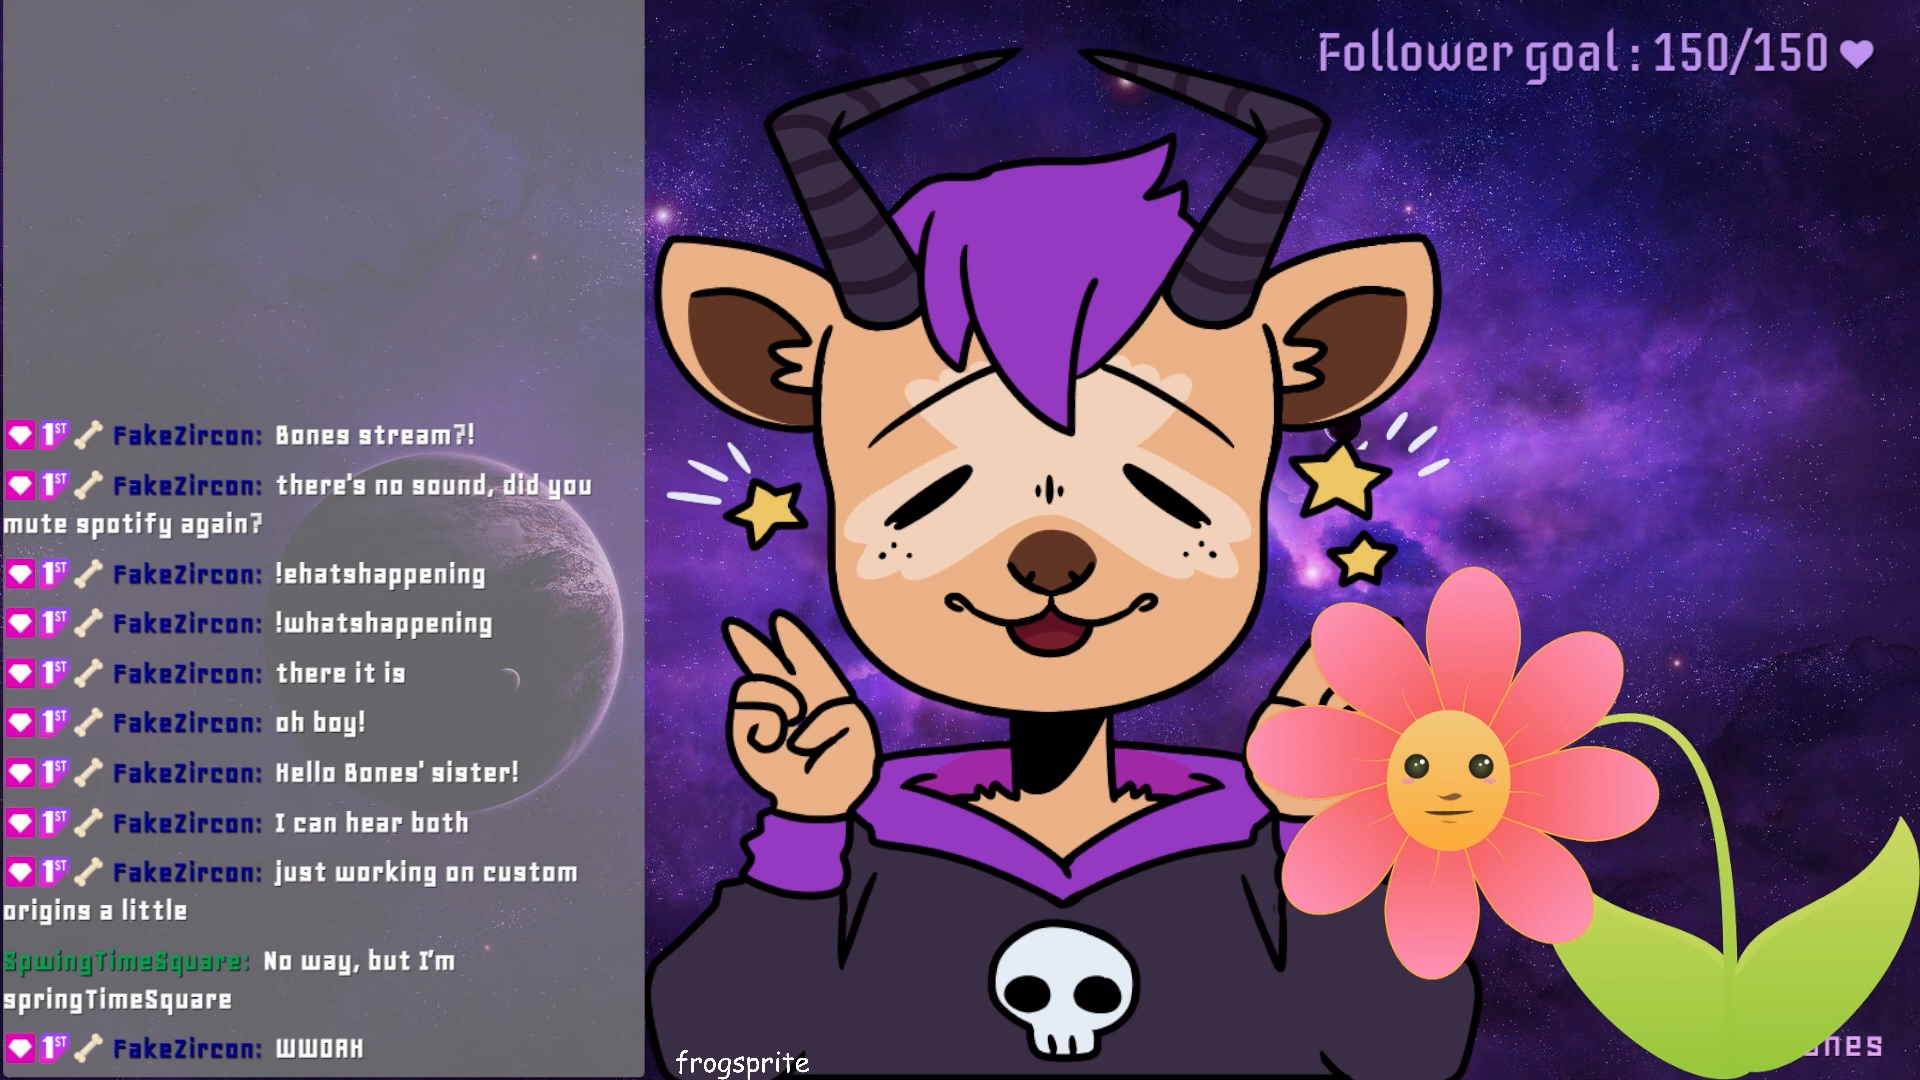 Follower goal : 150/150
1ST FakeZircon: Bones stream?!
1ST FakeZircon: there's no sound, did you
mute spotify again?
1ST FakeZircon: !ehatshappening
1ST FakeZircon: !whatshappening
1ST FakeZircon: there it is
1ST FakeZircon: oh boy!
1ST FakeZircon: Hello Bones' sister!
1ST FakeZircon: I can hear both
1ST FakeZircon: just working on custom
origins a little
SpwingTimeSquare: No way, but I'm
springTimeSquare
1ST FakeZircon: WWOAH
frogsprite